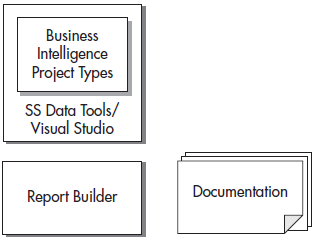 Business
Intelligence
Project Types
SS Data Tools/
Visual Studio
Report Builder
Documentation